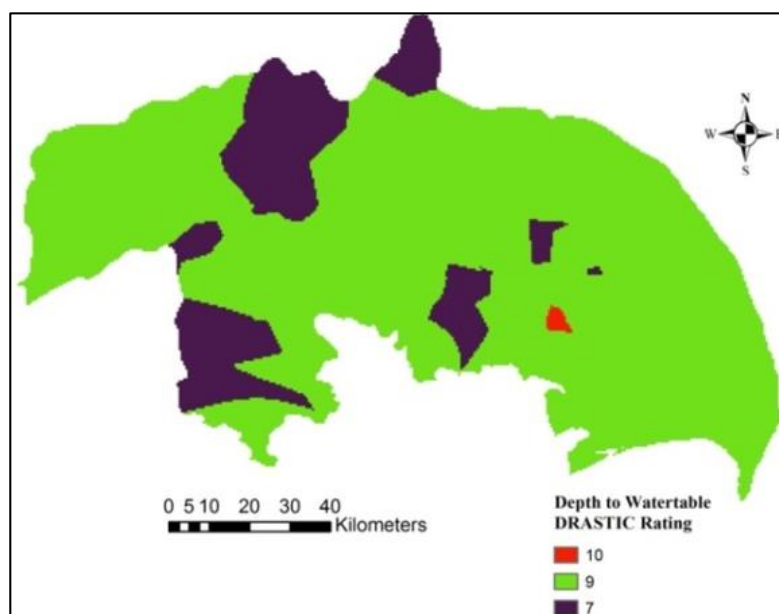 N
W E
S
0 5 10 20 30 40
Kilometers
Depth to Watertable
DRASTIC Rating
10
9
7